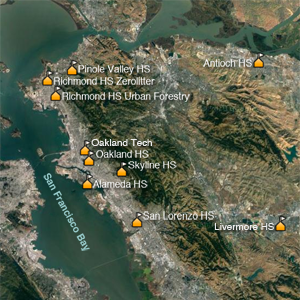 Antioch HS
Pinole Valley HS
Richmond HS Zerolitter
Richmond HS Urban Forestry
Oakland Tech
Oakland HS
Skyline HS
Alameda HS
San Francisco Bay
San Lorenzo HS
Livermore HS